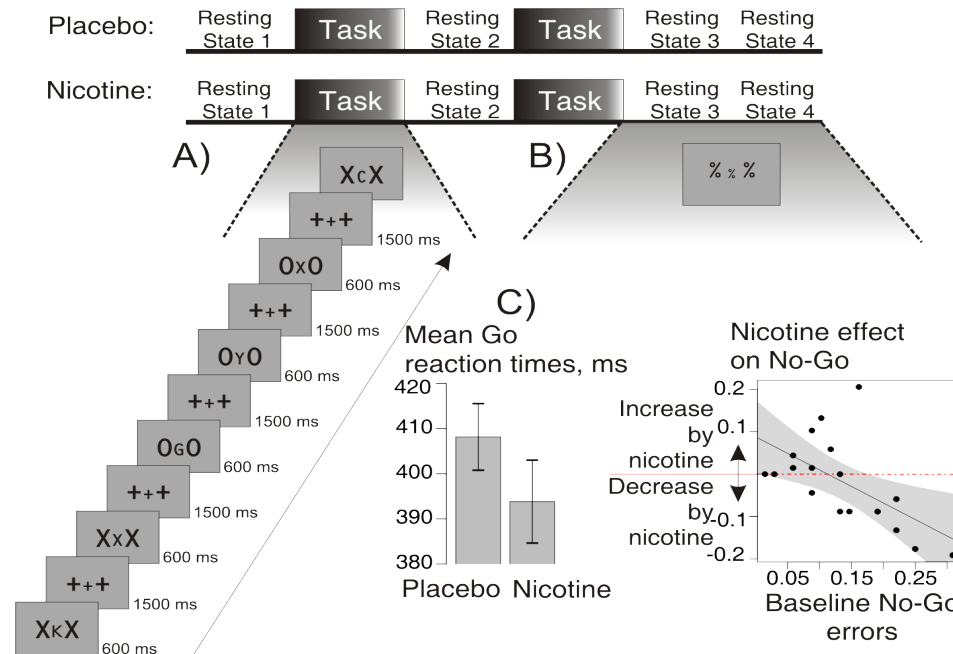 Placebo:
Resting State 1
Task
Resting State 2
Task
Resting State 3
Resting State 4
Nicotine:
Resting State 1
Task
Resting State 2
Task
Resting State 3
Resting State 4
A)
B)
XCX
% % %
+++
1500 ms
OXO
600 ms
+++
1500 ms
OYO
600 ms
+++
1500 ms
OGO
600 ms
+++
1500 ms
XXX
600 ms
+++
1500 ms
XKX
600 ms
C)
Mean Go
reaction times, ms
420
410
400
390
380
Placebo Nicotine
Nicotine effect
on No-Go
0.2
0.1
-0.1
-0.2
Increase
by
nicotine
Decrease
by
nicotine
0.05 0.15 0.25
Baseline No-Go
errors